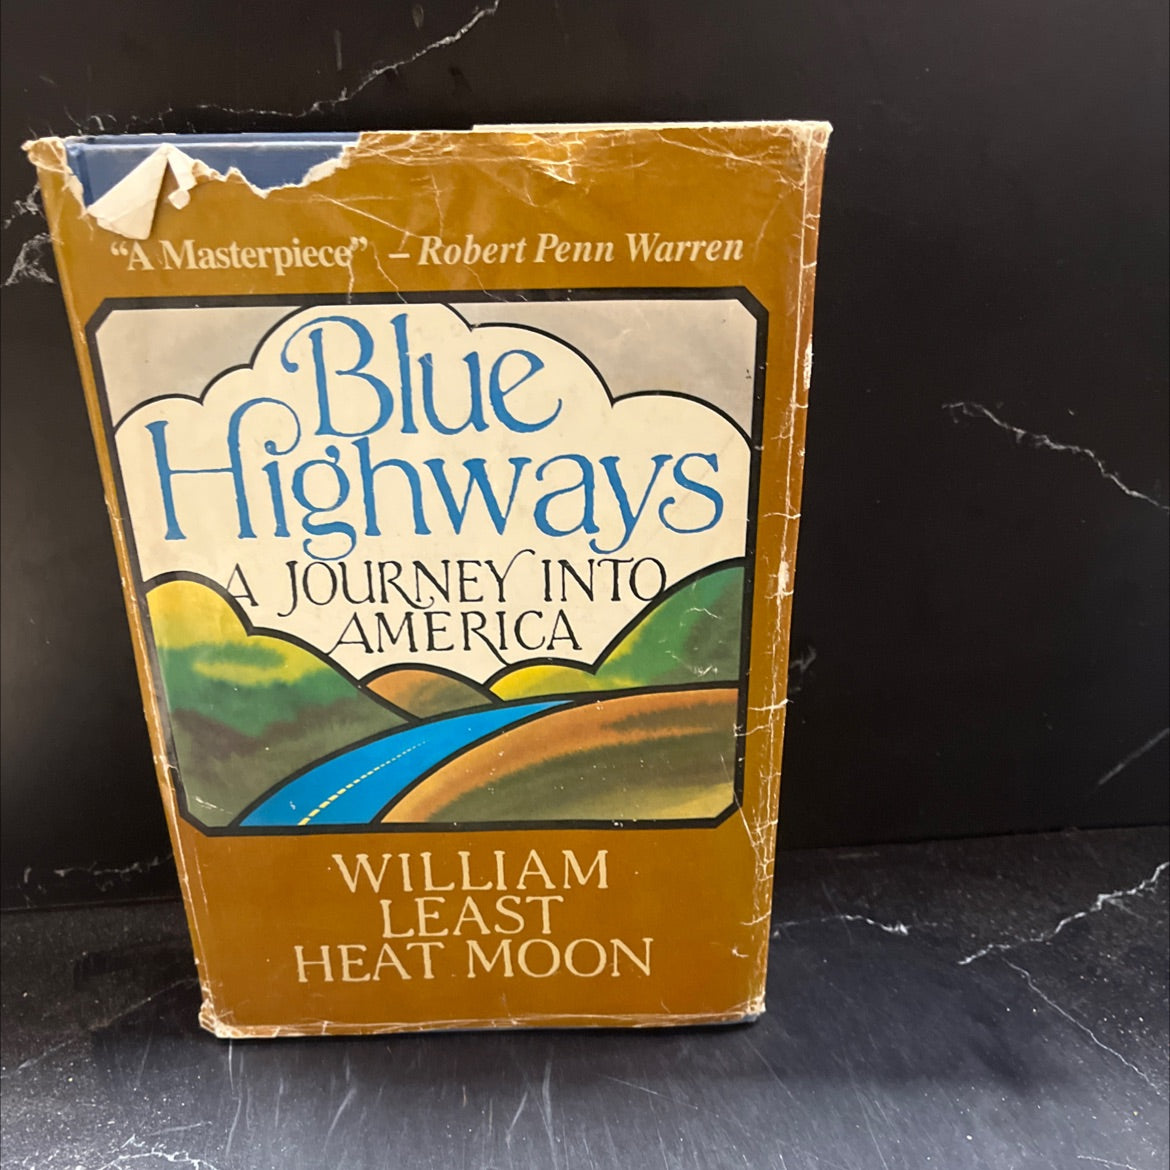 “A Masterpiece” – Robert Penn Warren
Blue
Highways
A JOURNEY INTO
AMERICA
WILLIAM
LEAST
HEAT MOON